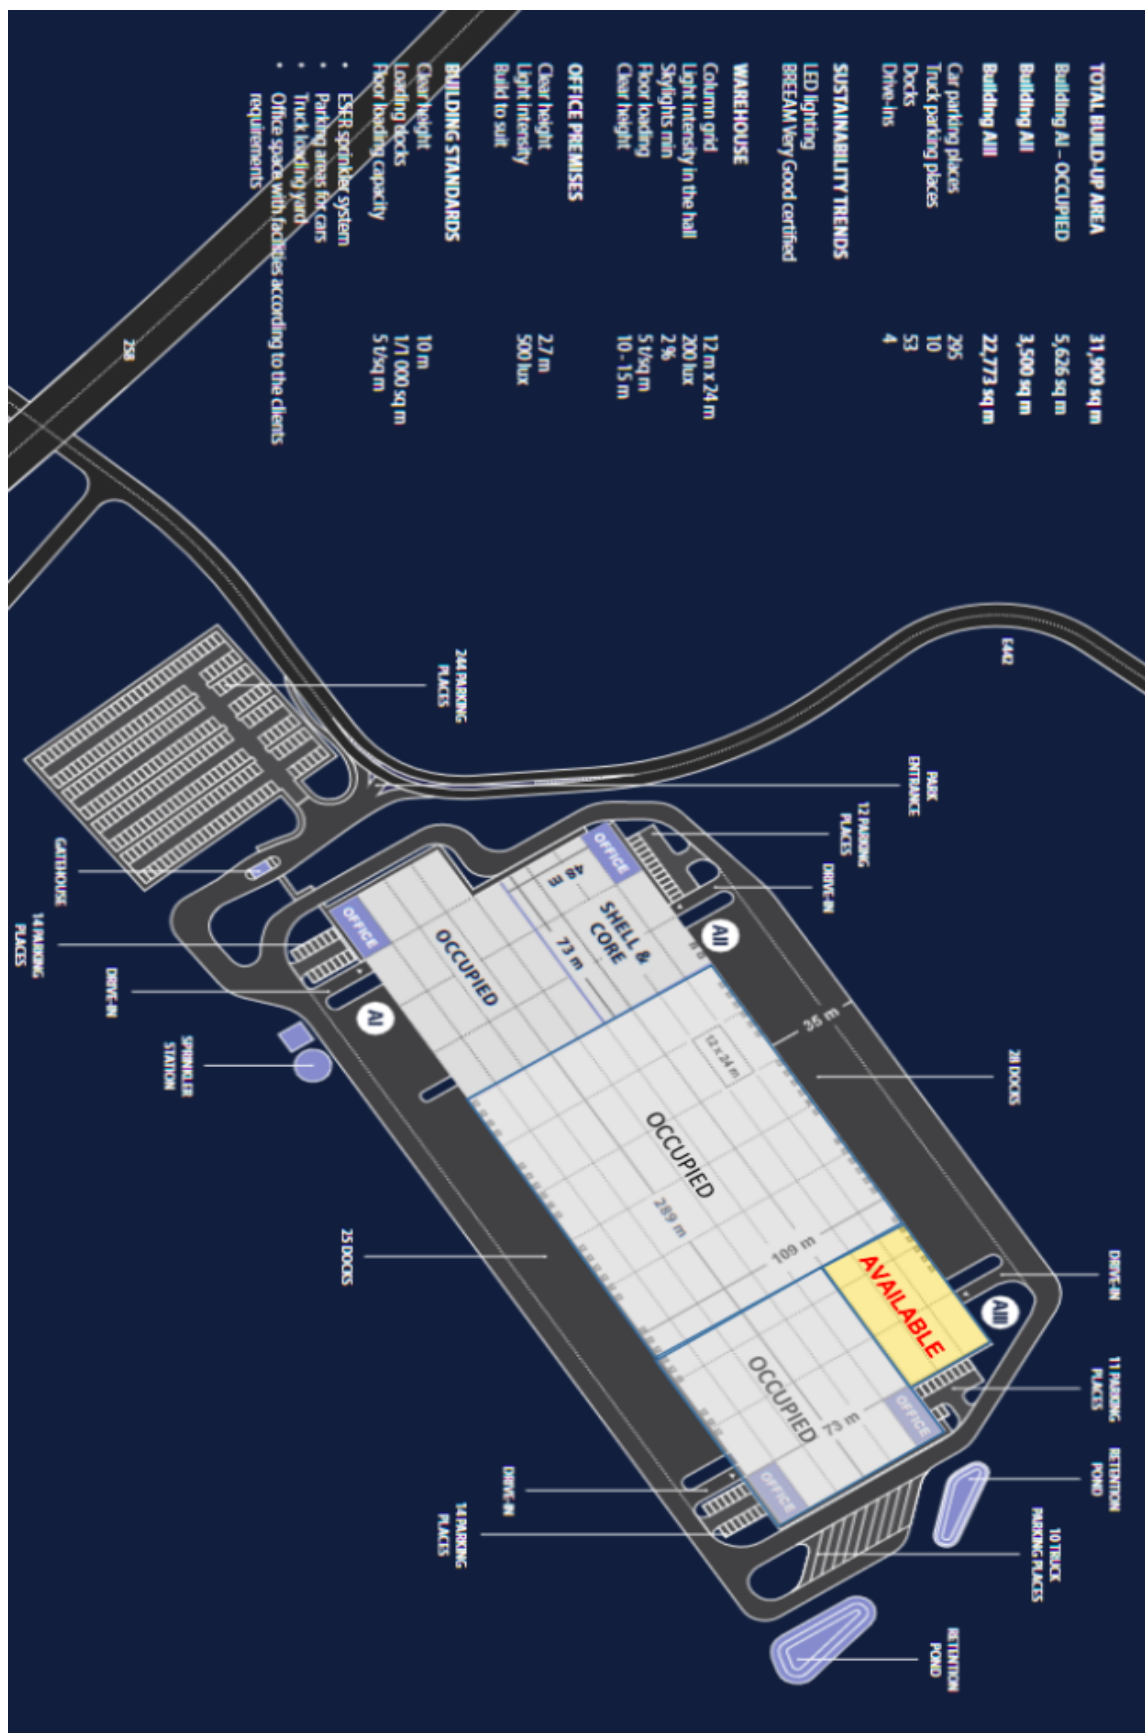 TOTAL BUILD-UP AREA 31,900 sq m
Building AI – OCCUPIED 5,626 sq m
Building AII 3,500 sq m
Building AIII 22,773 sq m
Car parking places 295
Truck parking places 10
Docks 53
Drive-ins 4
SUSTAINABILITY TRENDS
LED lighting
BREEAM Very Good certified
WAREHOUSE
Column grid 12 m x 24 m
Light intensity in the hall 200 lux
Skylights min 2 %
Floor loading 5 t/sq m
Clear height 10 - 15 m
OFFICE PREMISES
Clear height 2.7 m
Light intensity 500 lux
Build to suit
BUILDING STANDARDS
Clear height 10 m
Loading docks 1/1 000 sq m
Floor loading capacity 5 t/sq m
• ESFR sprinkler system
• Parking areas for cars
• Truck loading yard
• Office space with facilities according to the clients
requirements
258
E442
PARK
ENTRANCE
12 PARKING
PLACES
DRIVE-IN
28 DOCKS
DRIVE-IN
11 PARKING
PLACES
RETENTION
POND
10 TRUCK
PARKING PLACES
RETENTION
POND
244 PARKING
PLACES
GATEHOUSE
14 PARKING
PLACES
DRIVE-IN
SPRINKLER
STATION
25 DOCKS
DRIVE-IN
14 PARKING
PLACES
OFFICE
48 m
SHELL &
CORE
73 m
AII
35 m
OFFICE
OCCUPIED
AI
12 x 24 m
OCCUPIED
289 m
109 m
AVAILABLE
AIII
OCCUPIED
73 m
OFFICE
OFFICE